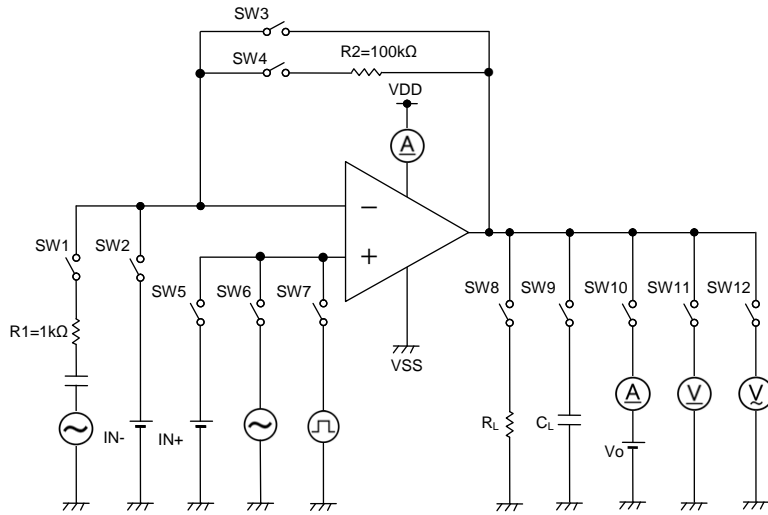 SW3
SW4
R2=100kΩ
VDD
A
−
+
SW1
SW2
SW5
SW6
SW7
SW8
SW9
SW10
SW11
SW12
R1=1kΩ
VSS
A
V
V
IN-
IN+
RL
CL
Vo